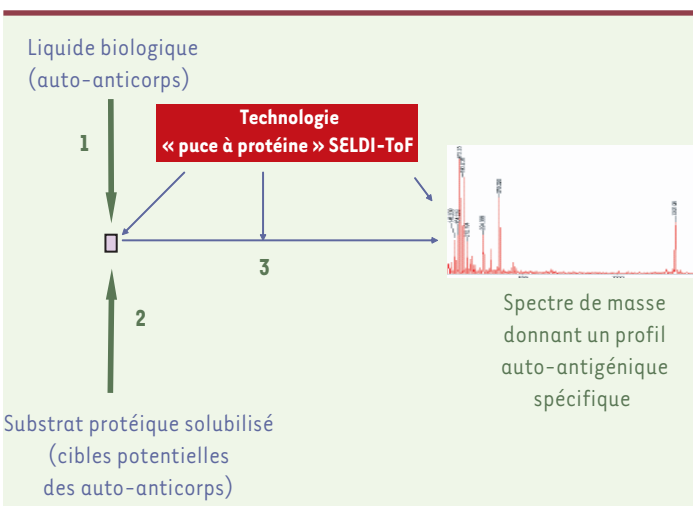 Liquide biologique
(auto-anticorps)
Technologie
« puce à protéine » SELDI-ToF
1
3
2
Spectre de masse
donnant un profil
auto-antigénique
spécifique
Substrat protéique solubilisé
(cibles potentielles
des auto-anticorps)